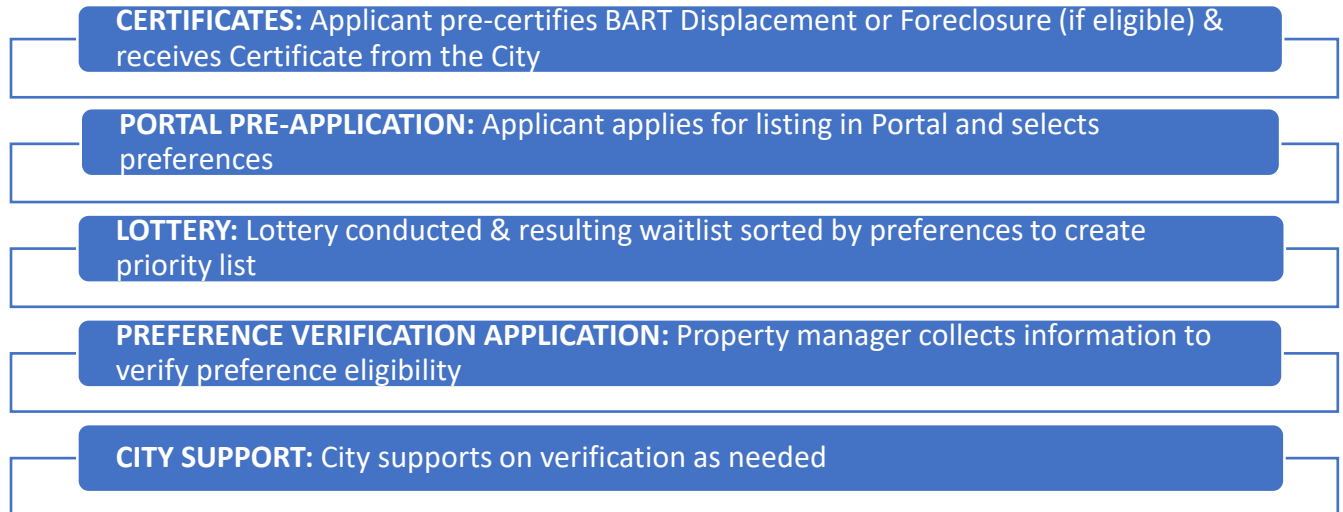 CERTIFICATES: Applicant pre-certifies BART Displacement or Foreclosure (if eligible) &
receives Certificate from the City
PORTAL PRE-APPLICATION: Applicant applies for listing in Portal and selects
preferences
LOTTERY: Lottery conducted & resulting waitlist sorted by preferences to create
priority list
PREFERENCE VERIFICATION APPLICATION: Property manager collects information to
verify preference eligibility
CITY SUPPORT: City supports on verification as needed